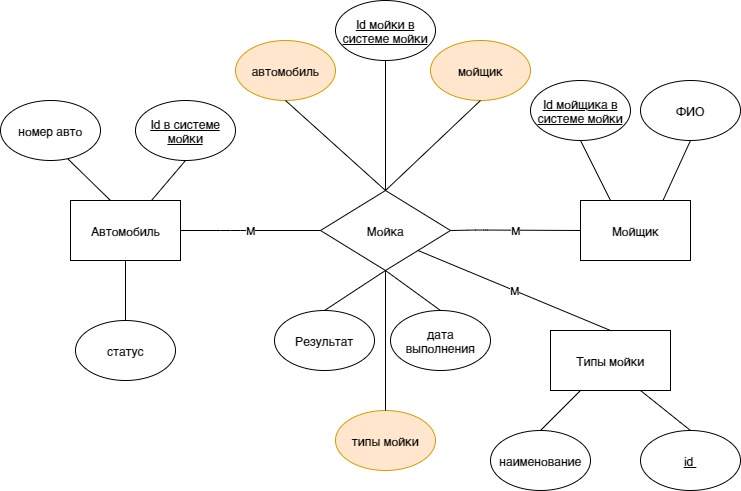 Id мойки в
системе мойки
автомобиль
мойщик
номер авто
Id в системе
мойки
Id мойщика в
системе мойки
ФИО
Автомобиль
М
Мойка
М
Мойщик
М
статус
Результат
дата
выполнения
Типы мойки
типы мойки
наименование
id